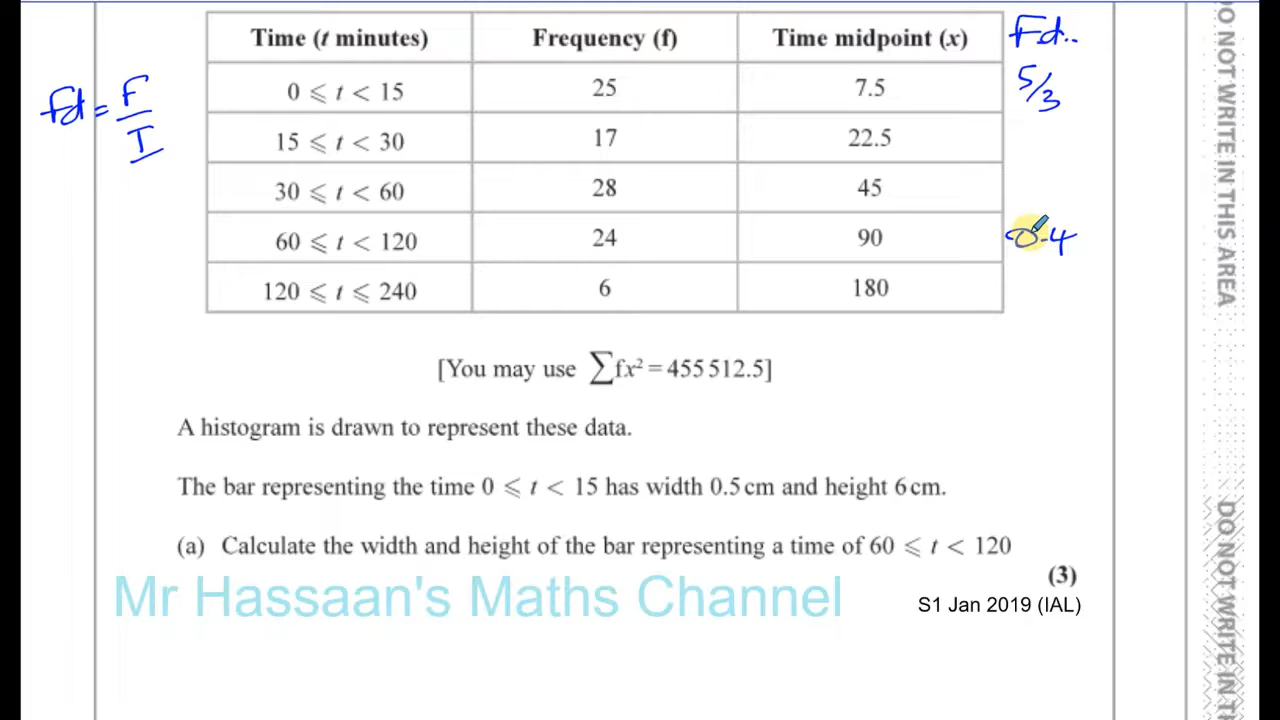 Time (t minutes) Frequency (f) Time midpoint (x) Fd..
0 ⩽ t < 15 25 7.5 5/3
Fd = F/I
15 ⩽ t < 30 17 22.5
30 ⩽ t < 60 28 45
60 ⩽ t < 120 24 90 0.4
120 ⩽ t ⩽ 240 6 180
[You may use ∑fx² = 455 512.5]
A histogram is drawn to represent these data.
The bar representing the time 0 ⩽ t < 15 has width 0.5 cm and height 6 cm.
(a) Calculate the width and height of the bar representing a time of 60 ⩽ t < 120
(3)
Mr Hassaan's Maths Channel
S1 Jan 2019 (IAL)
DO NOT WRITE IN THIS AREA
DO NOT WRITE IN T